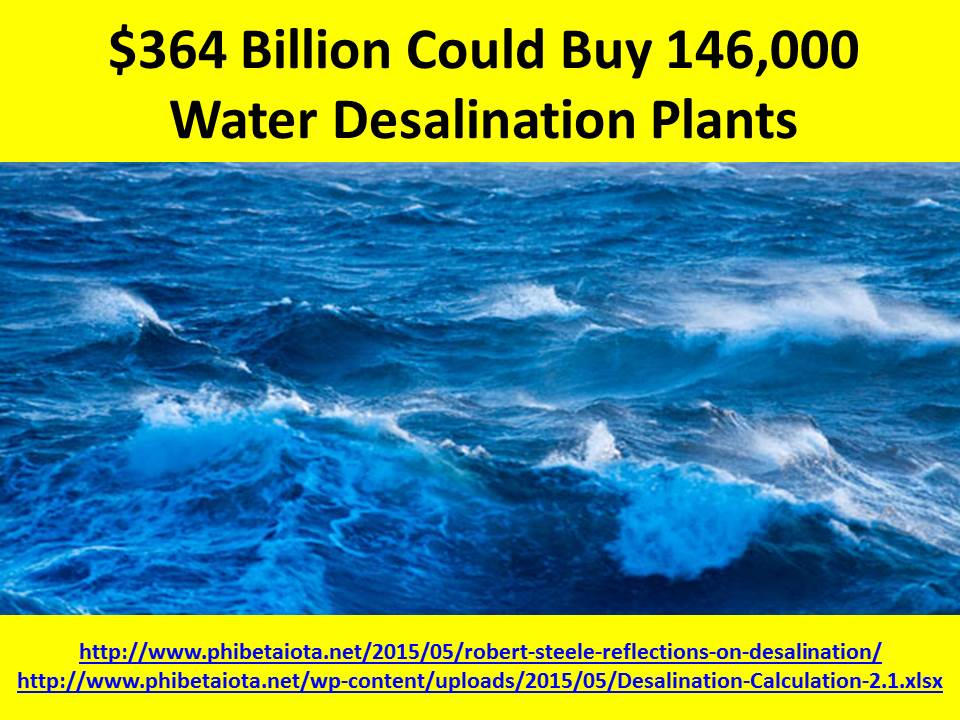 $364 Billion Could Buy 146,000
Water Desalination Plants
http://www.phibetaiota.net/2015/05/robert-steele-reflections-on-desalination/
http://www.phibetaiota.net/wp-content/uploads/2015/05/Desalination-Calculation-2.1.xlsx